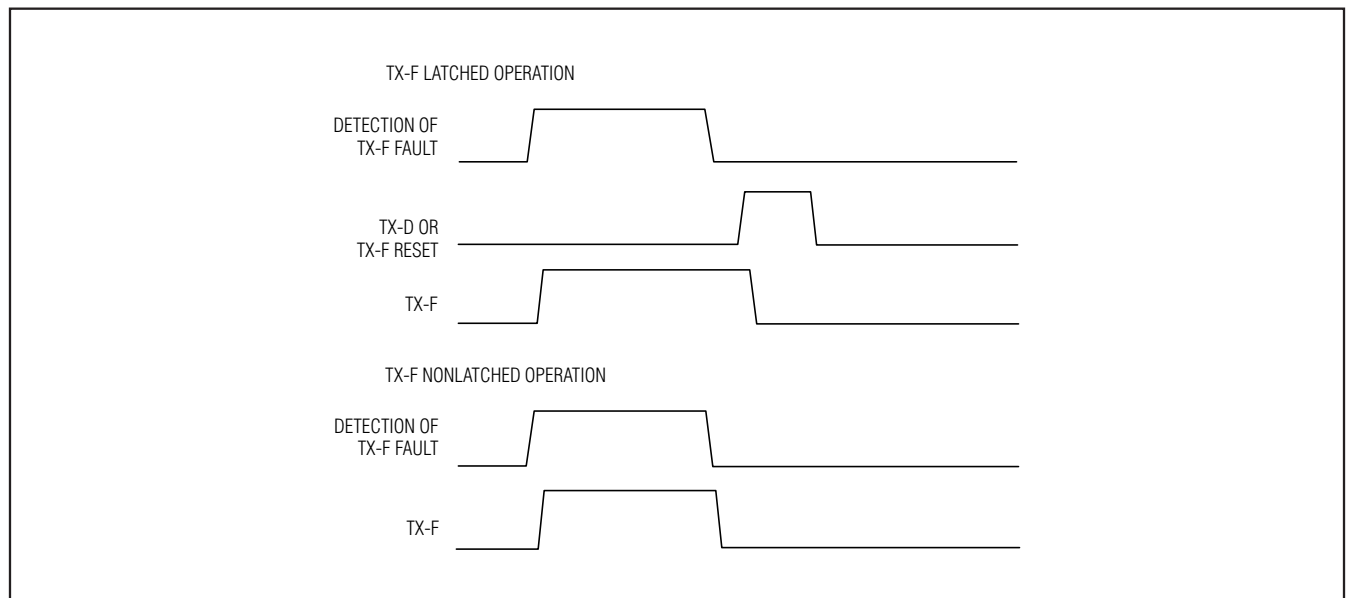 TX-F LATCHED OPERATION
DETECTION OF
TX-F FAULT
TX-D OR
TX-F RESET
TX-F
TX-F NONLATCHED OPERATION
DETECTION OF
TX-F FAULT
TX-F